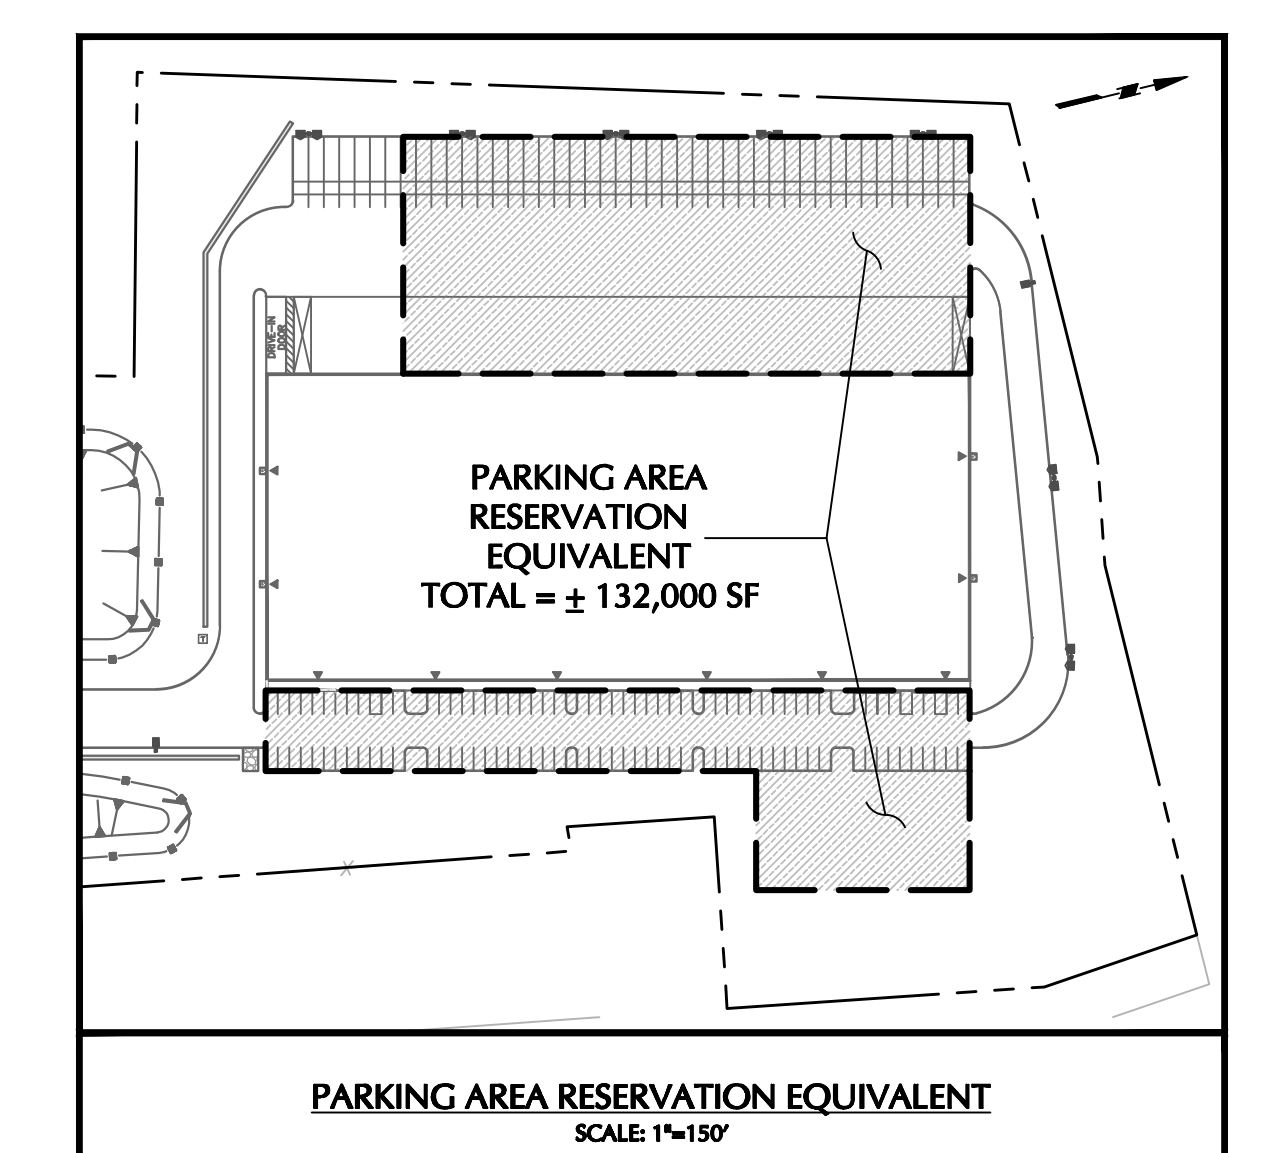 DRIVE-IN
DOOR
PARKING AREA
RESERVATION
EQUIVALENT
TOTAL = ± 132,000 SF
T
PARKING AREA RESERVATION EQUIVALENT
SCALE: 1"=150'